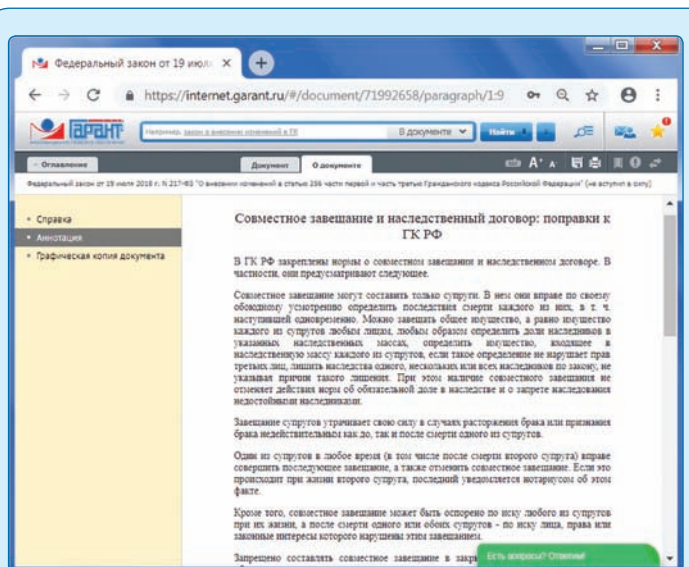 Федеральный закон от 19 июл
https://internet.garant.ru/#/document/71992658/paragraph/1:9
ГАРАНТ
Например, закон о внесении изменений в ГК
В документе
Найти
Оглавление
Документ
О документе
Федеральный закон от 19 июля 2018 г. N 217-ФЗ "О внесении изменений в статью 256 части первой и часть третью Гражданского кодекса Российской Федерации" (не вступил в силу)
Справка
Аннотация
Графическая копия документа
Совместное завещание и наследственный договор: поправки к
ГК РФ
В ГК РФ закреплены нормы о совместном завещании и наследственном договоре. В
частности, они предусматривают следующее.
Совместное завещание могут составить только супруги. В нем они вправе по своему
обоюдному усмотрению определить последствия смерти каждого из них, в т. ч.
наступившей одновременно. Можно завещать общее имущество, а равно имущество
каждого из супругов любым лицам, любым образом определить доли наследников в
указанных наследственных массах, определить имущество, входящее в
наследственную массу каждого из супругов, если такое определение не нарушает прав
третьих лиц, лишить наследства одного, нескольких или всех наследников по закону, не
указывая причин такого лишения. При этом наличие совместного завещания не
отменяет действия норм об обязательной доле в наследстве и о запрете наследования
недостойными наследниками.
Завещание супругов утрачивает свою силу в случаях расторжения брака или признания
брака недействительным как до, так и после смерти одного из супругов.
Один из супругов в любое время (в том числе после смерти второго супруга) вправе
совершить последующее завещание, а также отменить совместное завещание. Если это
происходит при жизни второго супруга, последний уведомляется нотариусом об этом
факте.
Кроме того, совместное завещание может быть оспорено по иску любого из супругов
при их жизни, а после смерти одного или обоих супругов - по иску лица, права или
законные интересы которого нарушены этим завещанием.
Запрещено составлять совместное завещание в закр
Есть вопросы? Ответим!